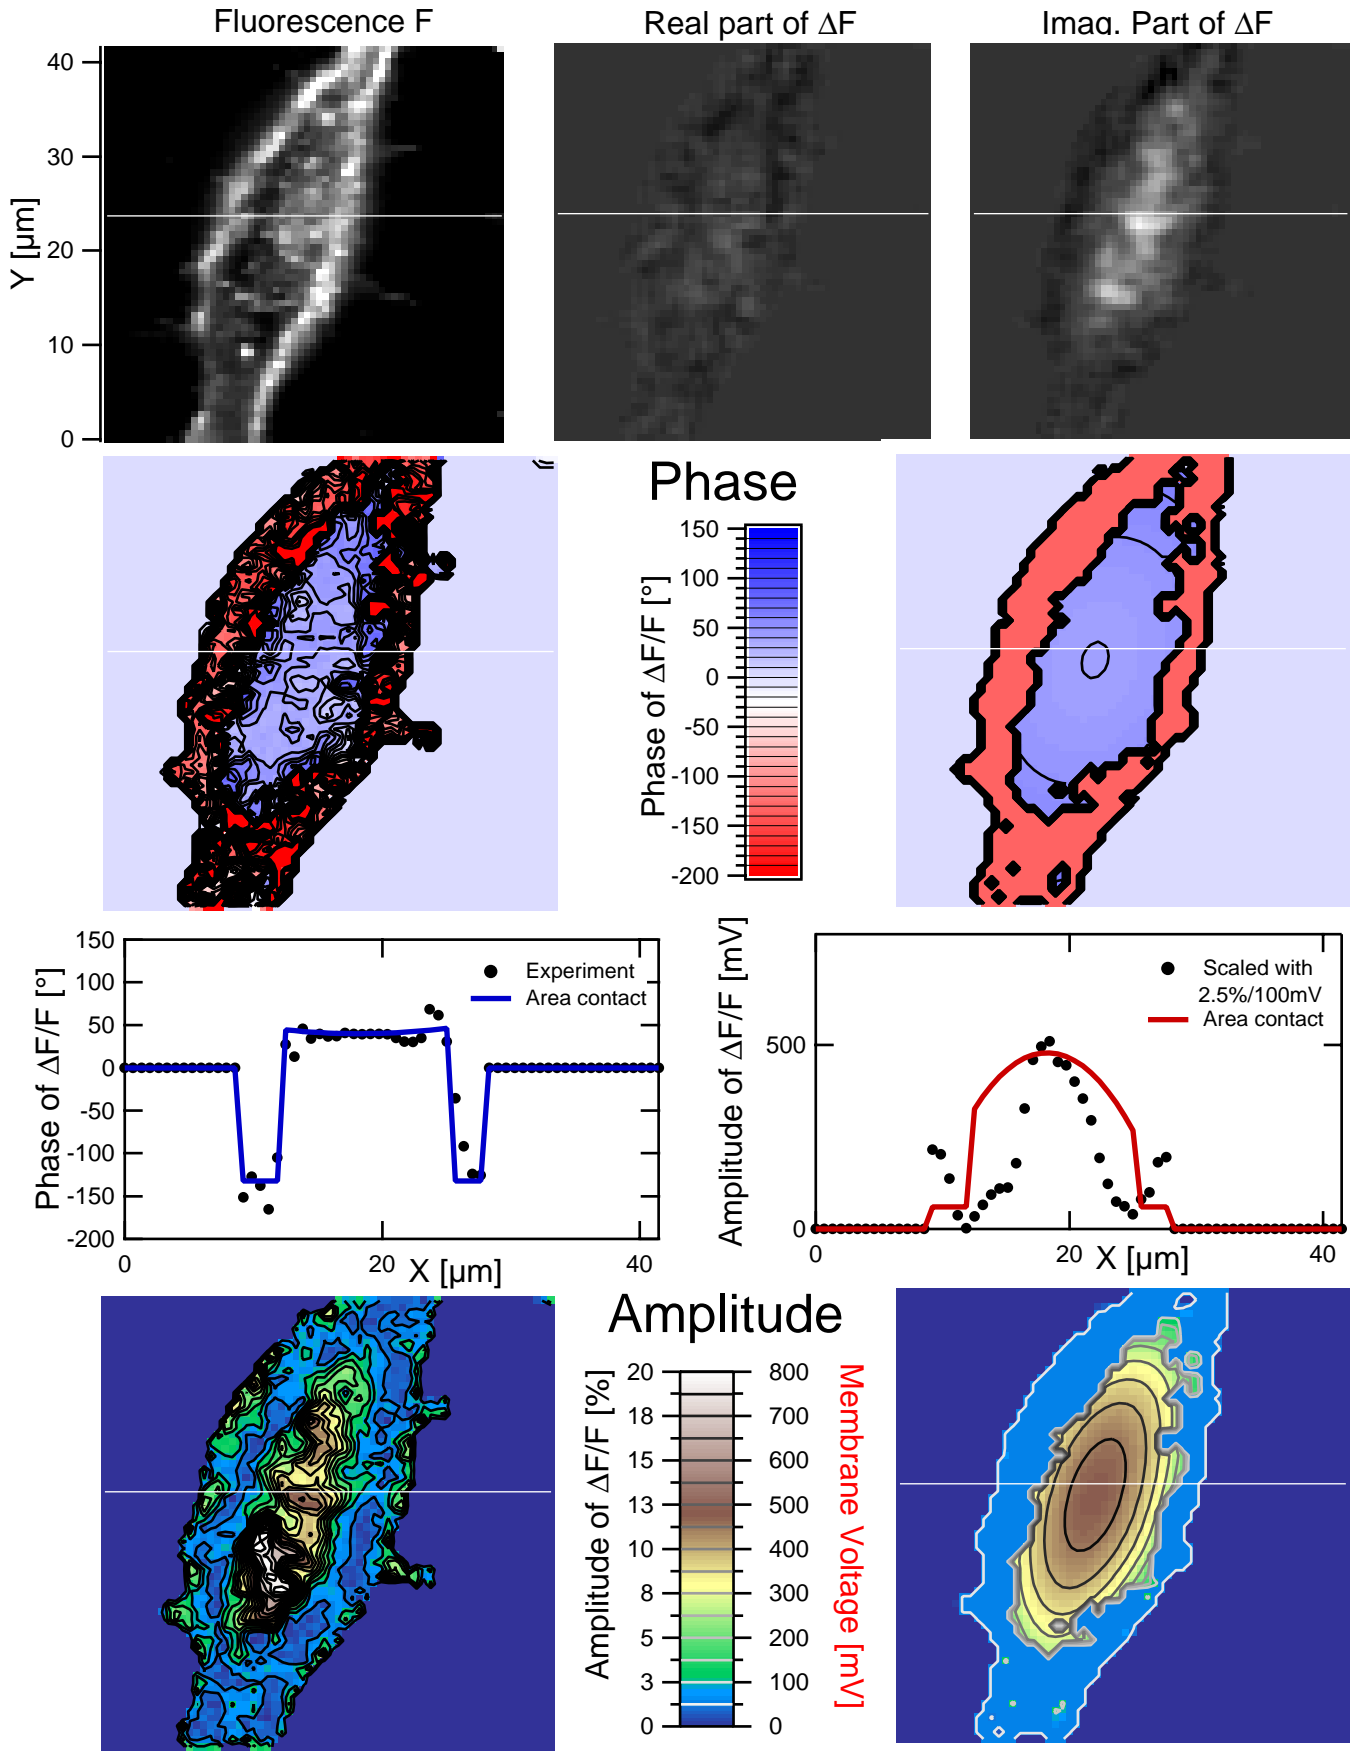 Fluorescence F
Real part of ΔF
Imag. Part of ΔF
Y [µm]
40
30
20
10
0
Phase
Phase of ΔF/F [°]
150
100
50
0
-50
-100
-150
-200
Phase of ΔF/F [°]
150
100
50
0
-50
-100
-150
-200
Experiment
Area contact
0
20
X [µm]
Amplitude of ΔF/F [mV]
500
0
Scaled with
2.5%/100mV
Area contact
0
20
40
X [µm]
Amplitude
Amplitude of ΔF/F [%]
20
18
15
13
10
8
5
3
0
800
700
600
500
400
300
200
100
0
Membrane Voltage [mV]